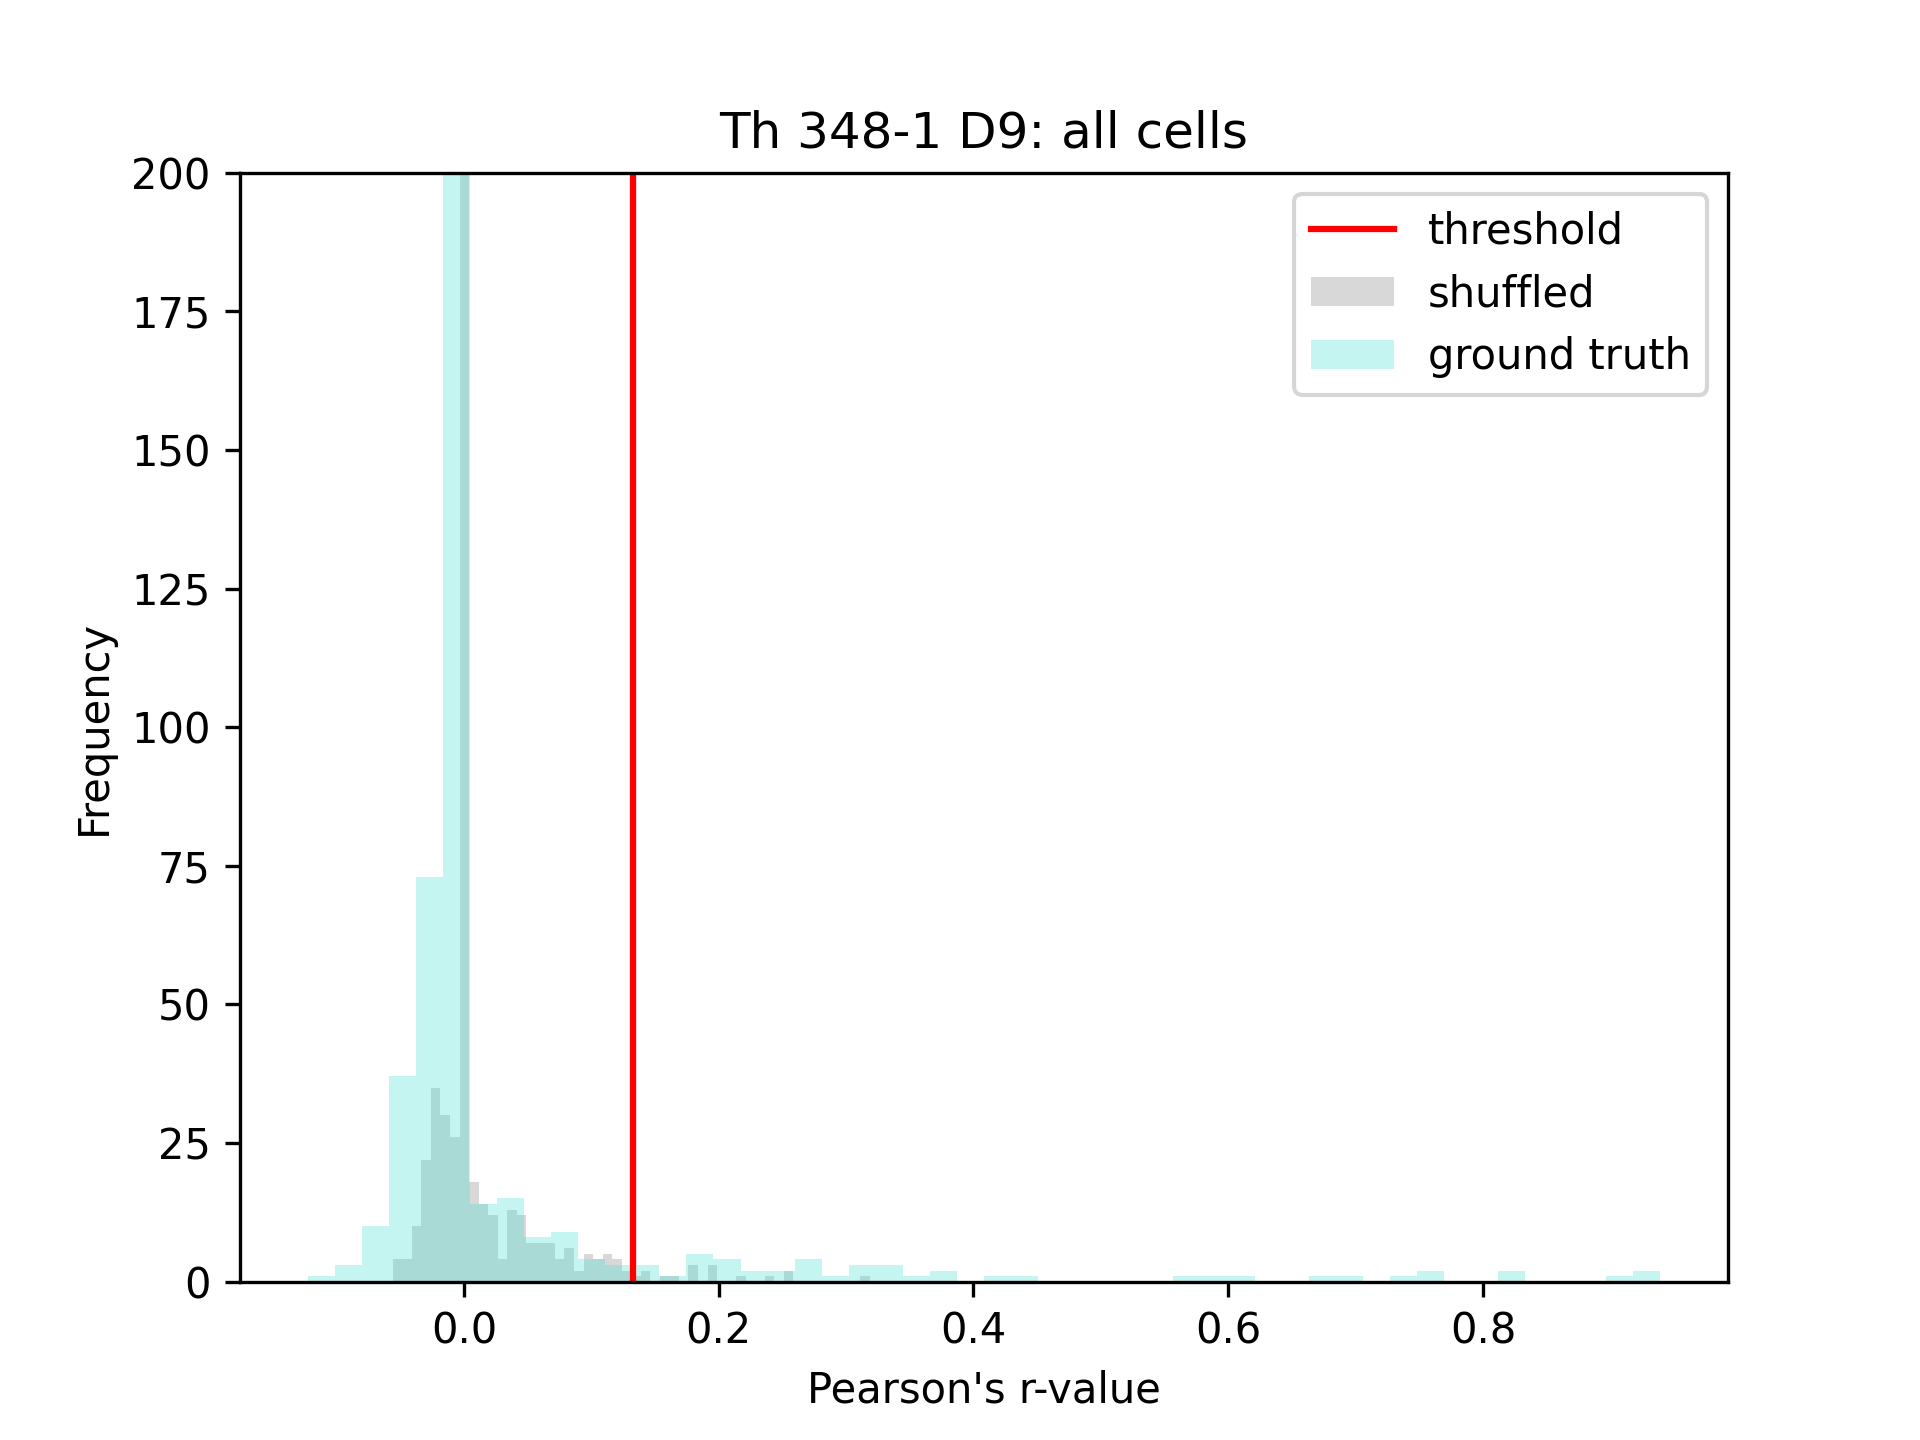 Th 348-1 D9: all cells
200
175
150
125
100
75
50
25
0
Frequency
threshold
shuffled
ground truth
0.0 0.2 0.4 0.6 0.8
Pearson's r-value